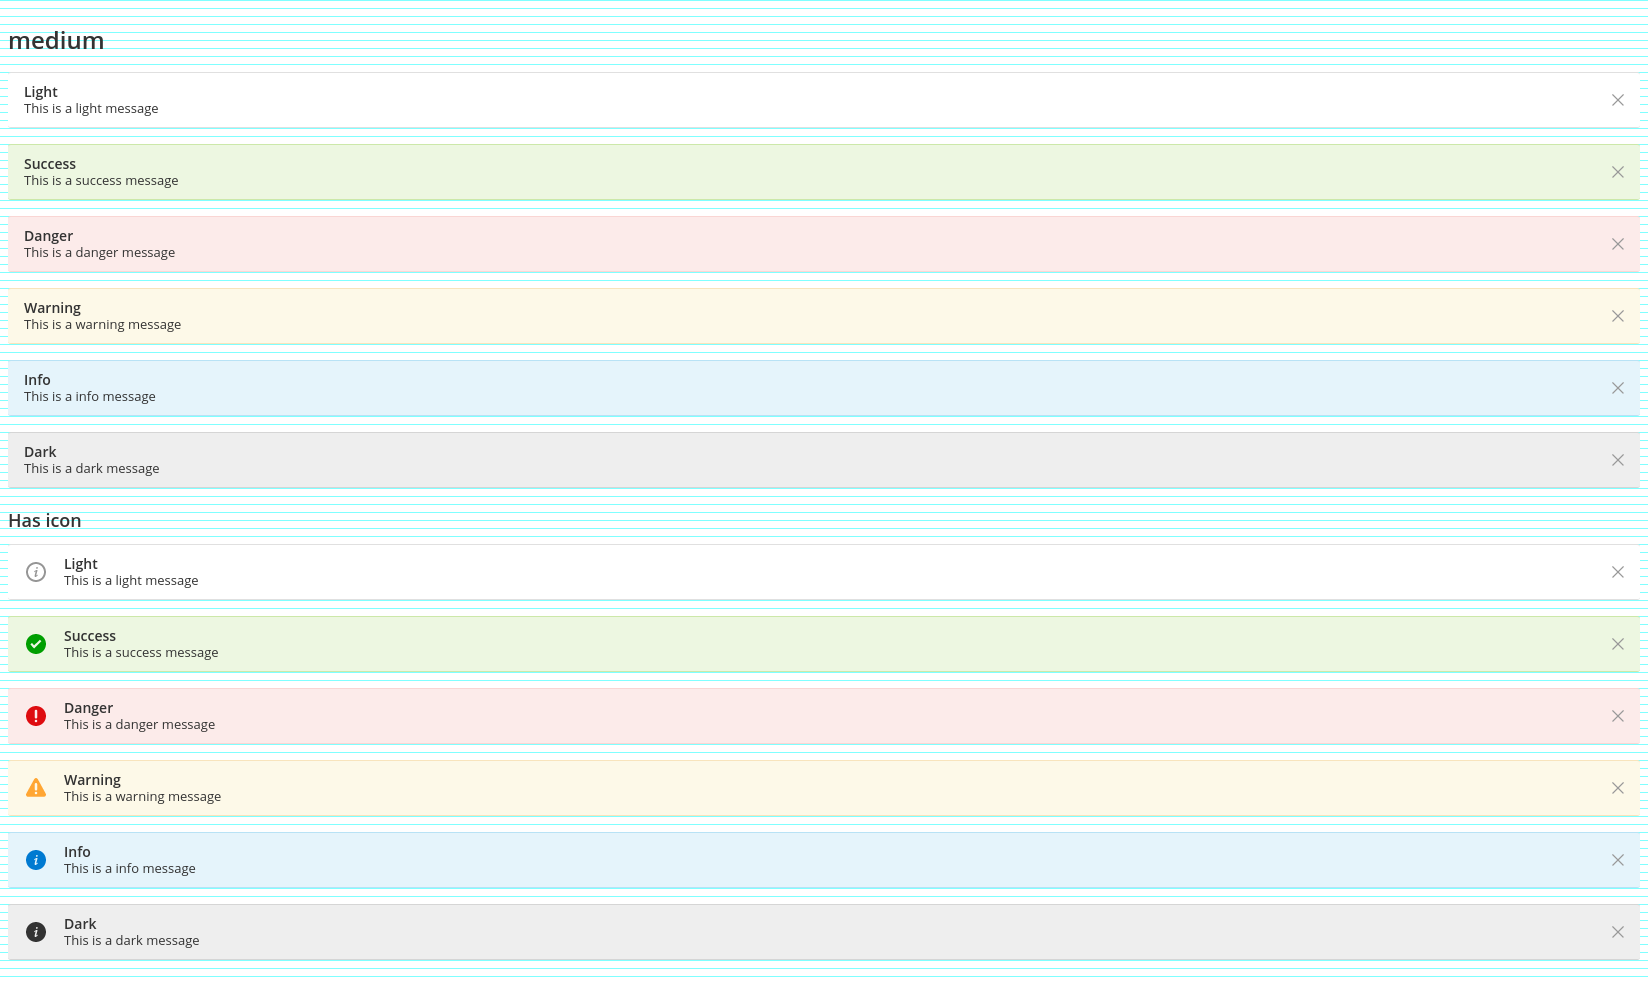 medium
Light
This is a light message
Success
This is a success message
Danger
This is a danger message
Warning
This is a warning message
Info
This is a info message
Dark
This is a dark message
Has icon
Light
This is a light message
Success
This is a success message
Danger
This is a danger message
Warning
This is a warning message
Info
This is a info message
Dark
This is a dark message